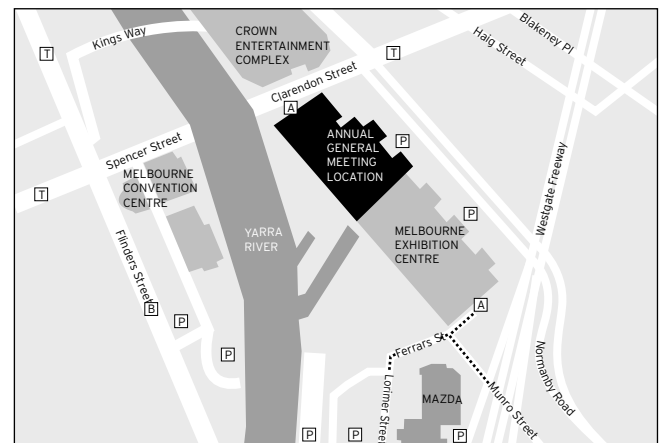 Kings Way
CROWN
ENTERTAINMENT
COMPLEX
Haig Street
Blakeney Pl
T
T
Clarendon Street
A
ANNUAL
GENERAL
MEETING
LOCATION
P
Spencer Street
MELBOURNE
CONVENTION
CENTRE
T
Westgate Freeway
YARRA
RIVER
P
MELBOURNE
EXHIBITION
CENTRE
Flinders Street
B
P
A
P
Ferrars St
Normanby Road
Lorimer Street
MAZDA
Munro Street
P
P
P